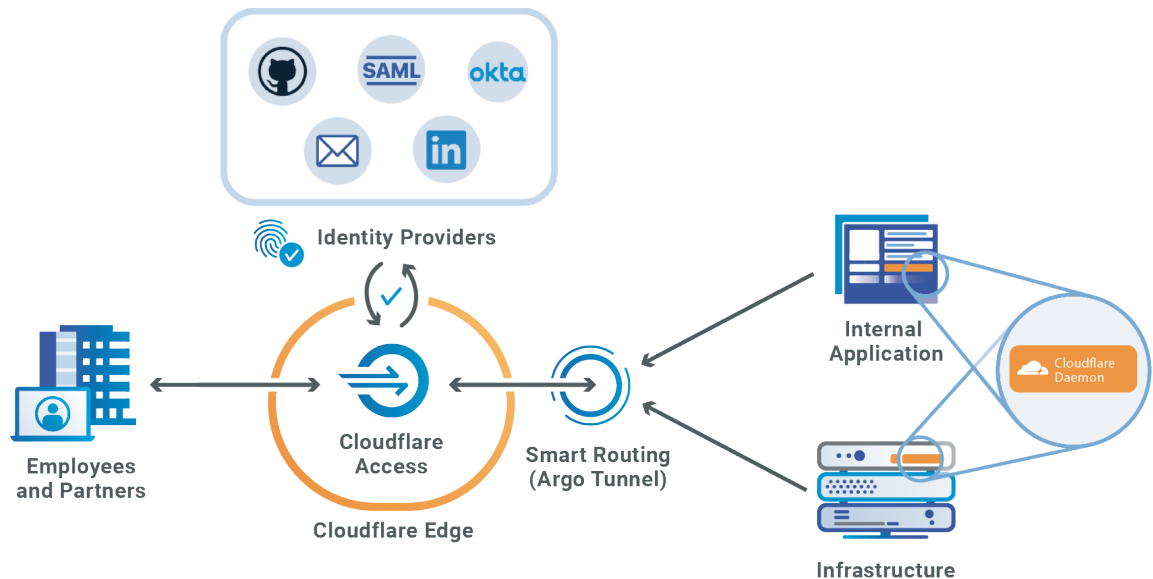 SAML
okta
in
Identity Providers
Internal
Application
Cloudflare
Daemon
Cloudflare
Access
Smart Routing
(Argo Tunnel)
Employees
and Partners
Cloudflare Edge
Infrastructure